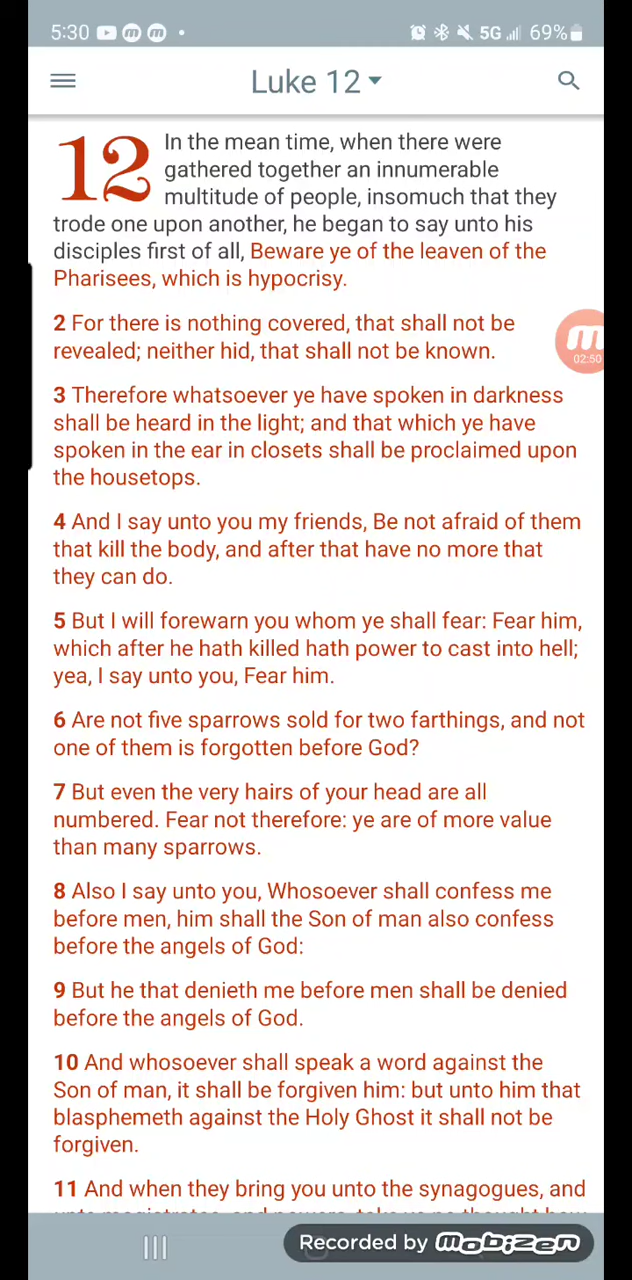 5:30 5G 69%
Luke 12
12 In the mean time, when there were
gathered together an innumerable
multitude of people, insomuch that they
trode one upon another, he began to say unto his
disciples first of all, Beware ye of the leaven of the
Pharisees, which is hypocrisy.
2 For there is nothing covered, that shall not be
revealed; neither hid, that shall not be known.
m
02:50
3 Therefore whatsoever ye have spoken in darkness
shall be heard in the light; and that which ye have
spoken in the ear in closets shall be proclaimed upon
the housetops.
4 And I say unto you my friends, Be not afraid of them
that kill the body, and after that have no more that
they can do.
5 But I will forewarn you whom ye shall fear: Fear him,
which after he hath killed hath power to cast into hell;
yea, I say unto you, Fear him.
6 Are not five sparrows sold for two farthings, and not
one of them is forgotten before God?
7 But even the very hairs of your head are all
numbered. Fear not therefore: ye are of more value
than many sparrows.
8 Also I say unto you, Whosoever shall confess me
before men, him shall the Son of man also confess
before the angels of God:
9 But he that denieth me before men shall be denied
before the angels of God.
10 And whosoever shall speak a word against the
Son of man, it shall be forgiven him: but unto him that
blasphemeth against the Holy Ghost it shall not be
forgiven.
11 And when they bring you unto the synagogues, and
Recorded by mobizen